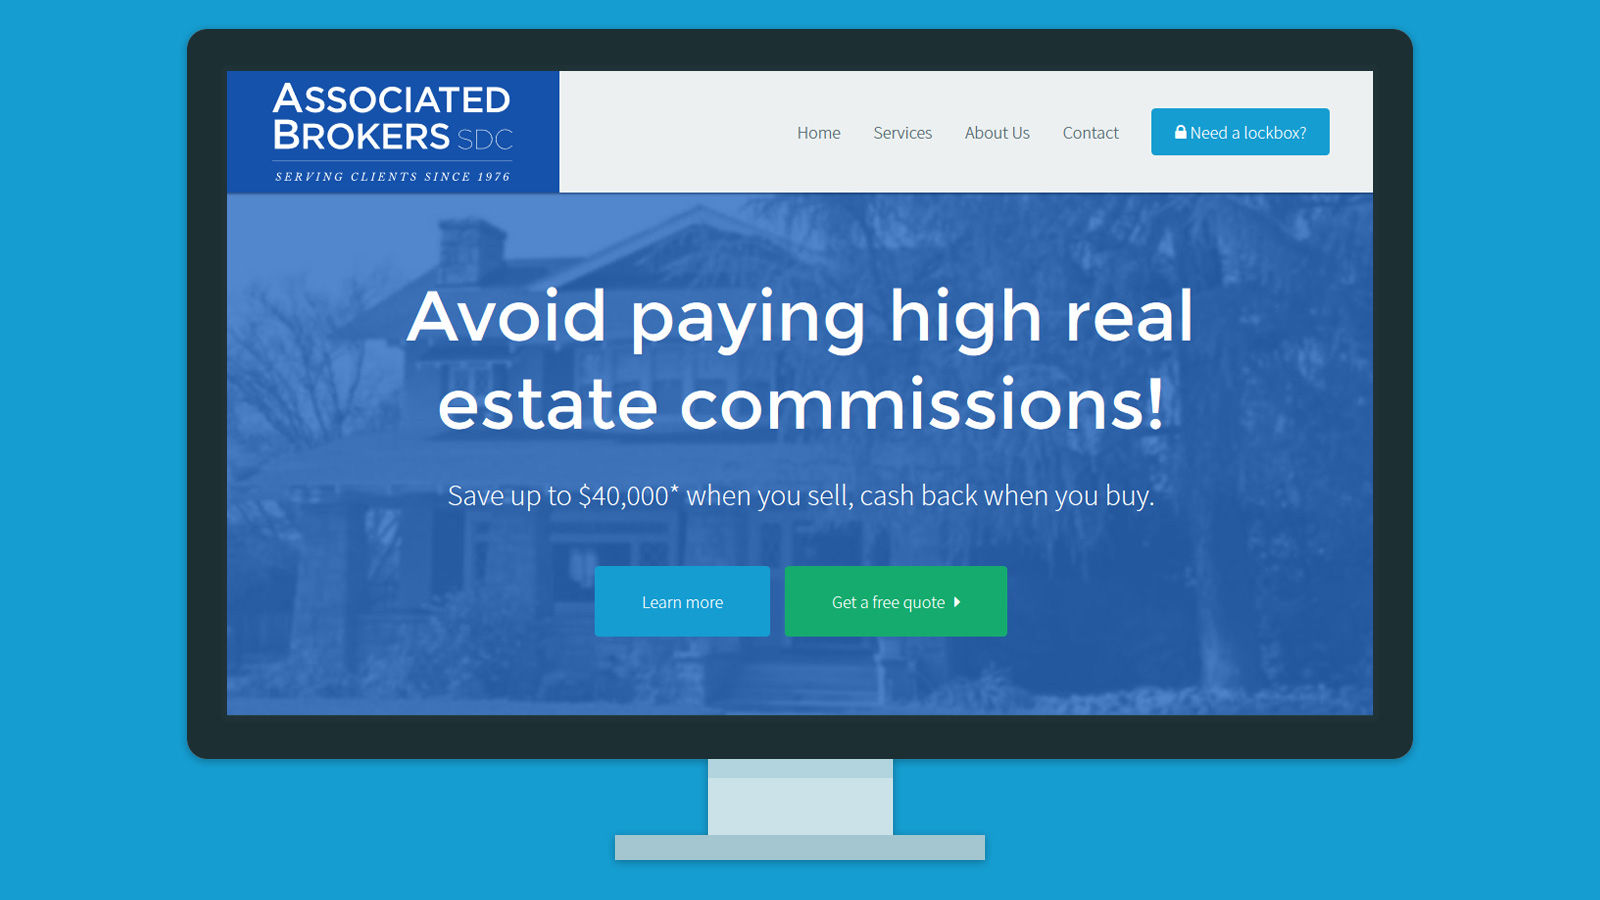 ASSOCIATED
BROKERS SDC
SERVING CLIENTS SINCE 1976
Home Services About Us Contact Need a lockbox?
Avoid paying high real
estate commissions!
Save up to $40,000* when you sell, cash back when you buy.
Learn more Get a free quote